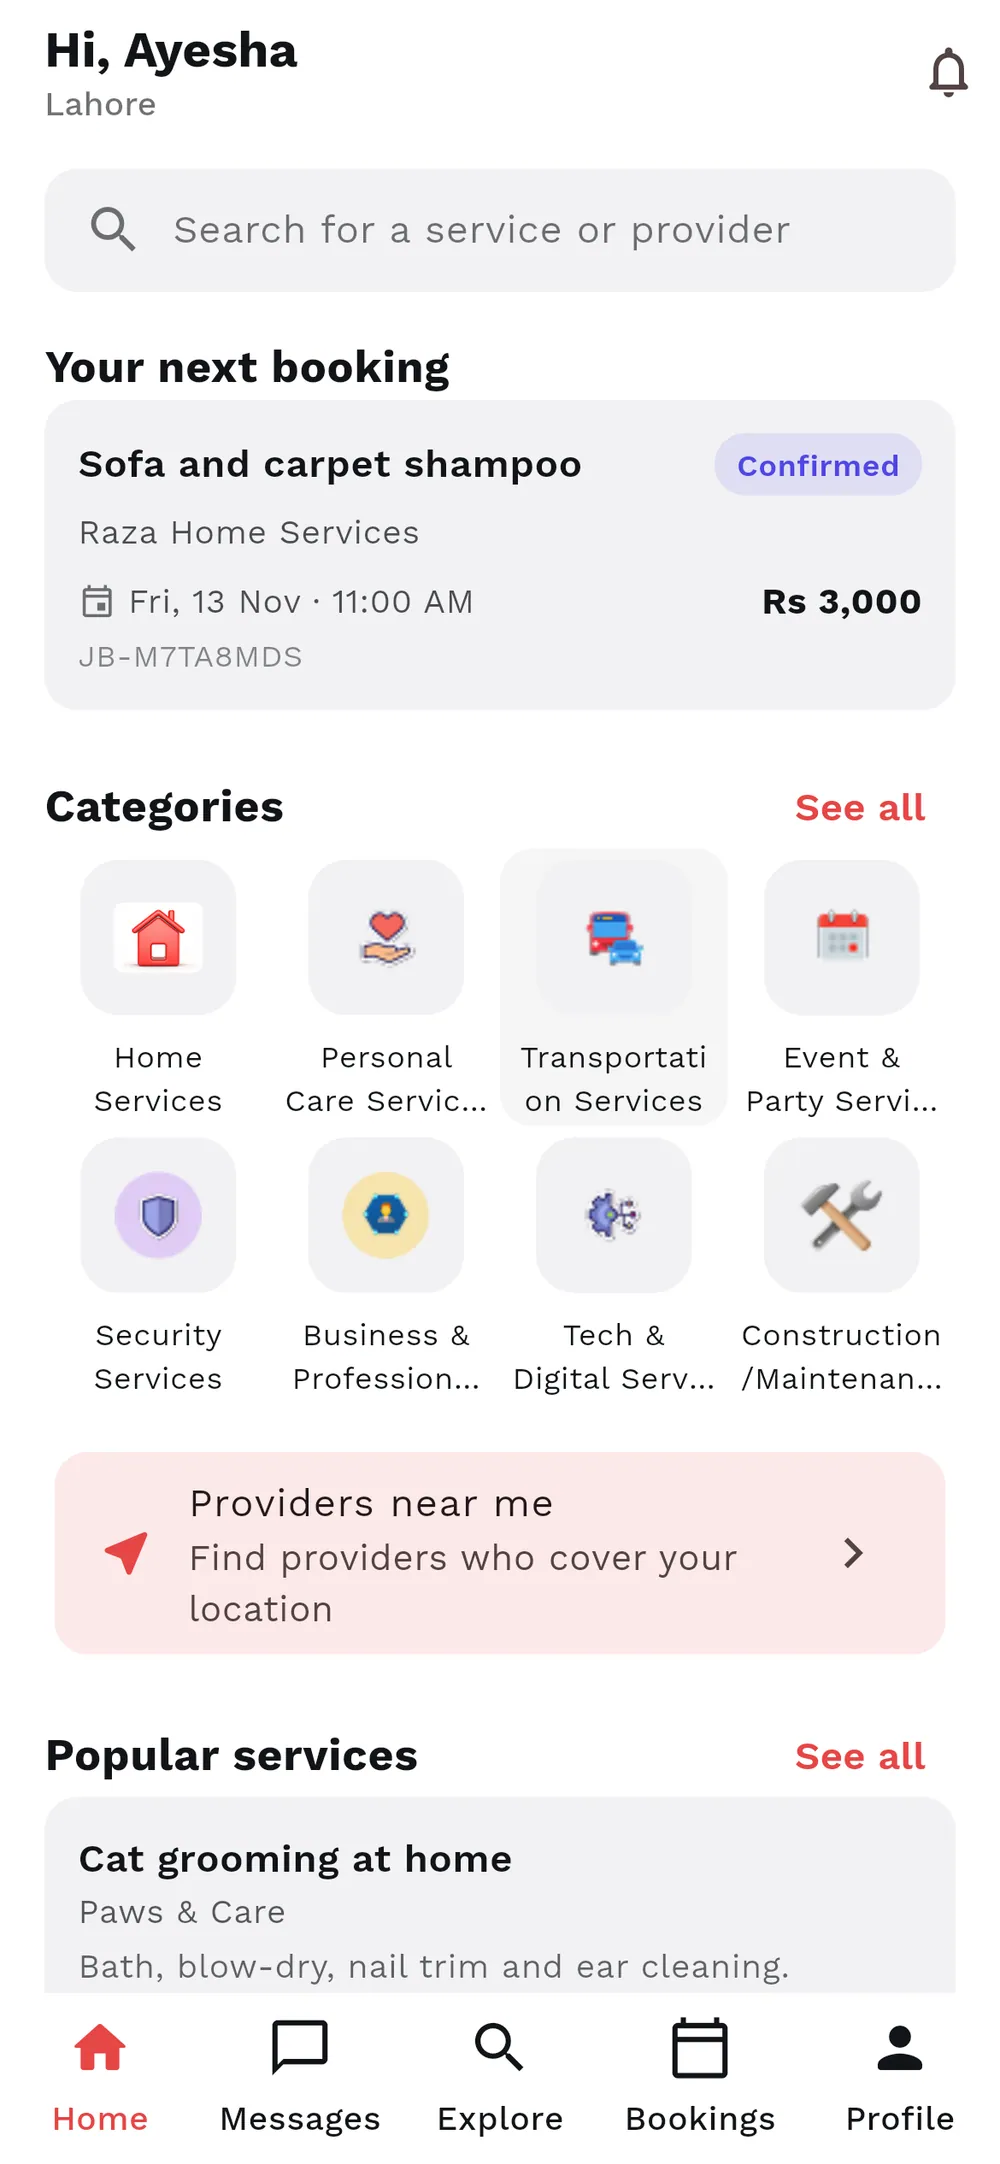 Hi, Ayesha
Lahore
Search for a service or provider
Your next booking
Sofa and carpet shampoo
Confirmed
Raza Home Services
Fri, 13 Nov · 11:00 AM
Rs 3,000
JB-M7TA8MDS
Categories
See all
Home
Services
Personal
Care Servic...
Transportati
on Services
Event &
Party Servi...
Security
Services
Business &
Profession...
Tech &
Digital Serv...
Construction
/Maintenan...
Providers near me
Find providers who cover your
location
Popular services
See all
Cat grooming at home
Paws & Care
Bath, blow-dry, nail trim and ear cleaning.
Home
Messages
Explore
Bookings
Profile